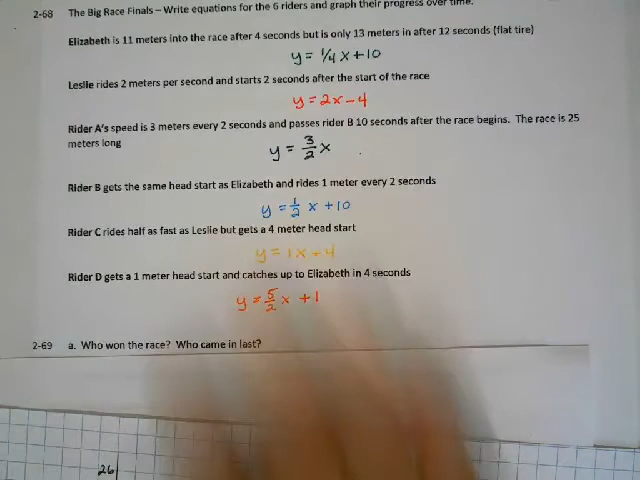 2-68 The Big Race Finals – Write equations for the 6 riders and graph their progress over time.
Elizabeth is 11 meters into the race after 4 seconds but is only 13 meters in after 12 seconds (flat tire)
y = 1/4 x + 10
Leslie rides 2 meters per second and starts 2 seconds after the start of the race
y = 2x - 4
Rider A's speed is 3 meters every 2 seconds and passes rider B 10 seconds after the race begins. The race is 25
meters long
y = 3/2 x
Rider B gets the same head start as Elizabeth and rides 1 meter every 2 seconds
y = 1/2 x + 10
Rider C rides half as fast as Leslie but gets a 4 meter head start
y = 1x + 4
Rider D gets a 1 meter head start and catches up to Elizabeth in 4 seconds
y = 5/2 x + 1
2-69 a. Who won the race? Who came in last?
26